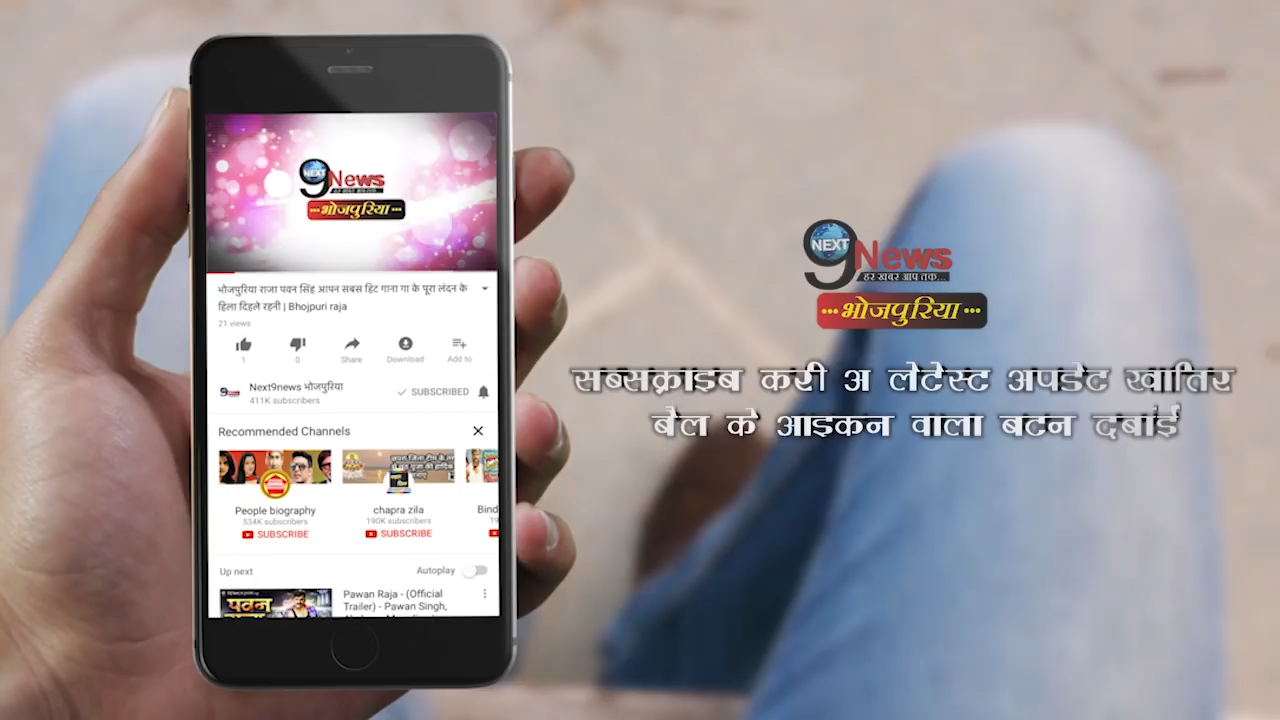 NEXT
9News
हर खबर आप तक...
...भोजपुरिया...
भोजपुरिया राजा पवन सिंह आपन सबस हिट गाना गा के पूरा लंदन के
हिला दिहले रहनी | Bhojpuri raja
21 views
1
0
Share
Download
Add to
Next9news भोजपुरिया
411K subscribers
SUBSCRIBED
Recommended Channels
People biography
534K subscribers
SUBSCRIBE
chapra zila
190K subscribers
SUBSCRIBE
Bind
19
Up next
Autoplay
पवन
Pawan Raja - (Official
Trailer) - Pawan Singh,
NEXT
9News
हर खबर आप तक...
...भोजपुरिया...
सब्सक्राइब करी अ लेटेस्ट अपडेट खातिर
बेल के आइकन वाला बटन दबाई